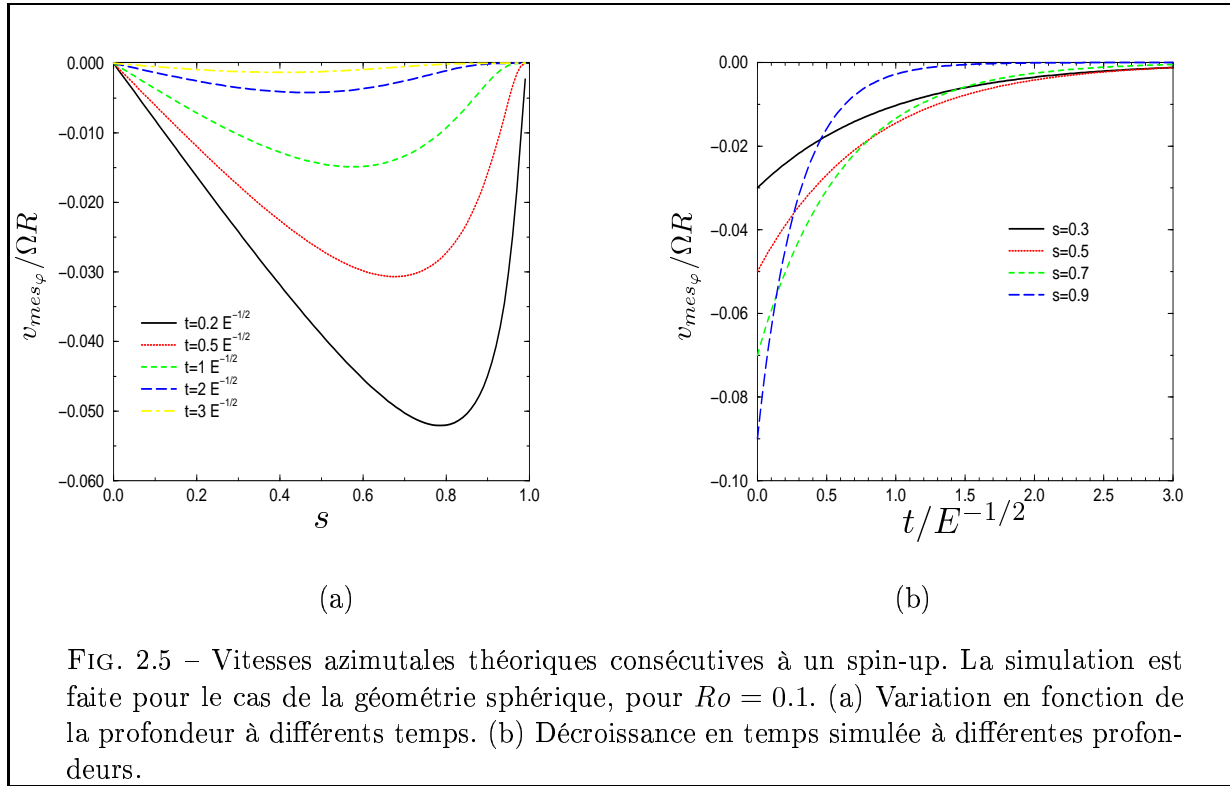 0.000
−0.010
−0.020
−0.030
−0.040
−0.050
−0.060
0.0 0.2 0.4 0.6 0.8 1.0
v_{mes_φ}/ΩR
s
t=0.2 E^{−1/2}
t=0.5 E^{−1/2}
t=1 E^{−1/2}
t=2 E^{−1/2}
t=3 E^{−1/2}
(a)
0.00
−0.02
−0.04
−0.06
−0.08
−0.10
0.0 0.5 1.0 1.5 2.0 2.5 3.0
v_{mes_φ}/ΩR
t/E^{−1/2}
s=0.3
s=0.5
s=0.7
s=0.9
(b)
FIG. 2.5 – Vitesses azimutales théoriques consécutives à un spin-up. La simulation est
faite pour le cas de la géométrie sphérique, pour Ro = 0.1. (a) Variation en fonction de
la profondeur à différents temps. (b) Décroissance en temps simulée à différentes profon-
deurs.